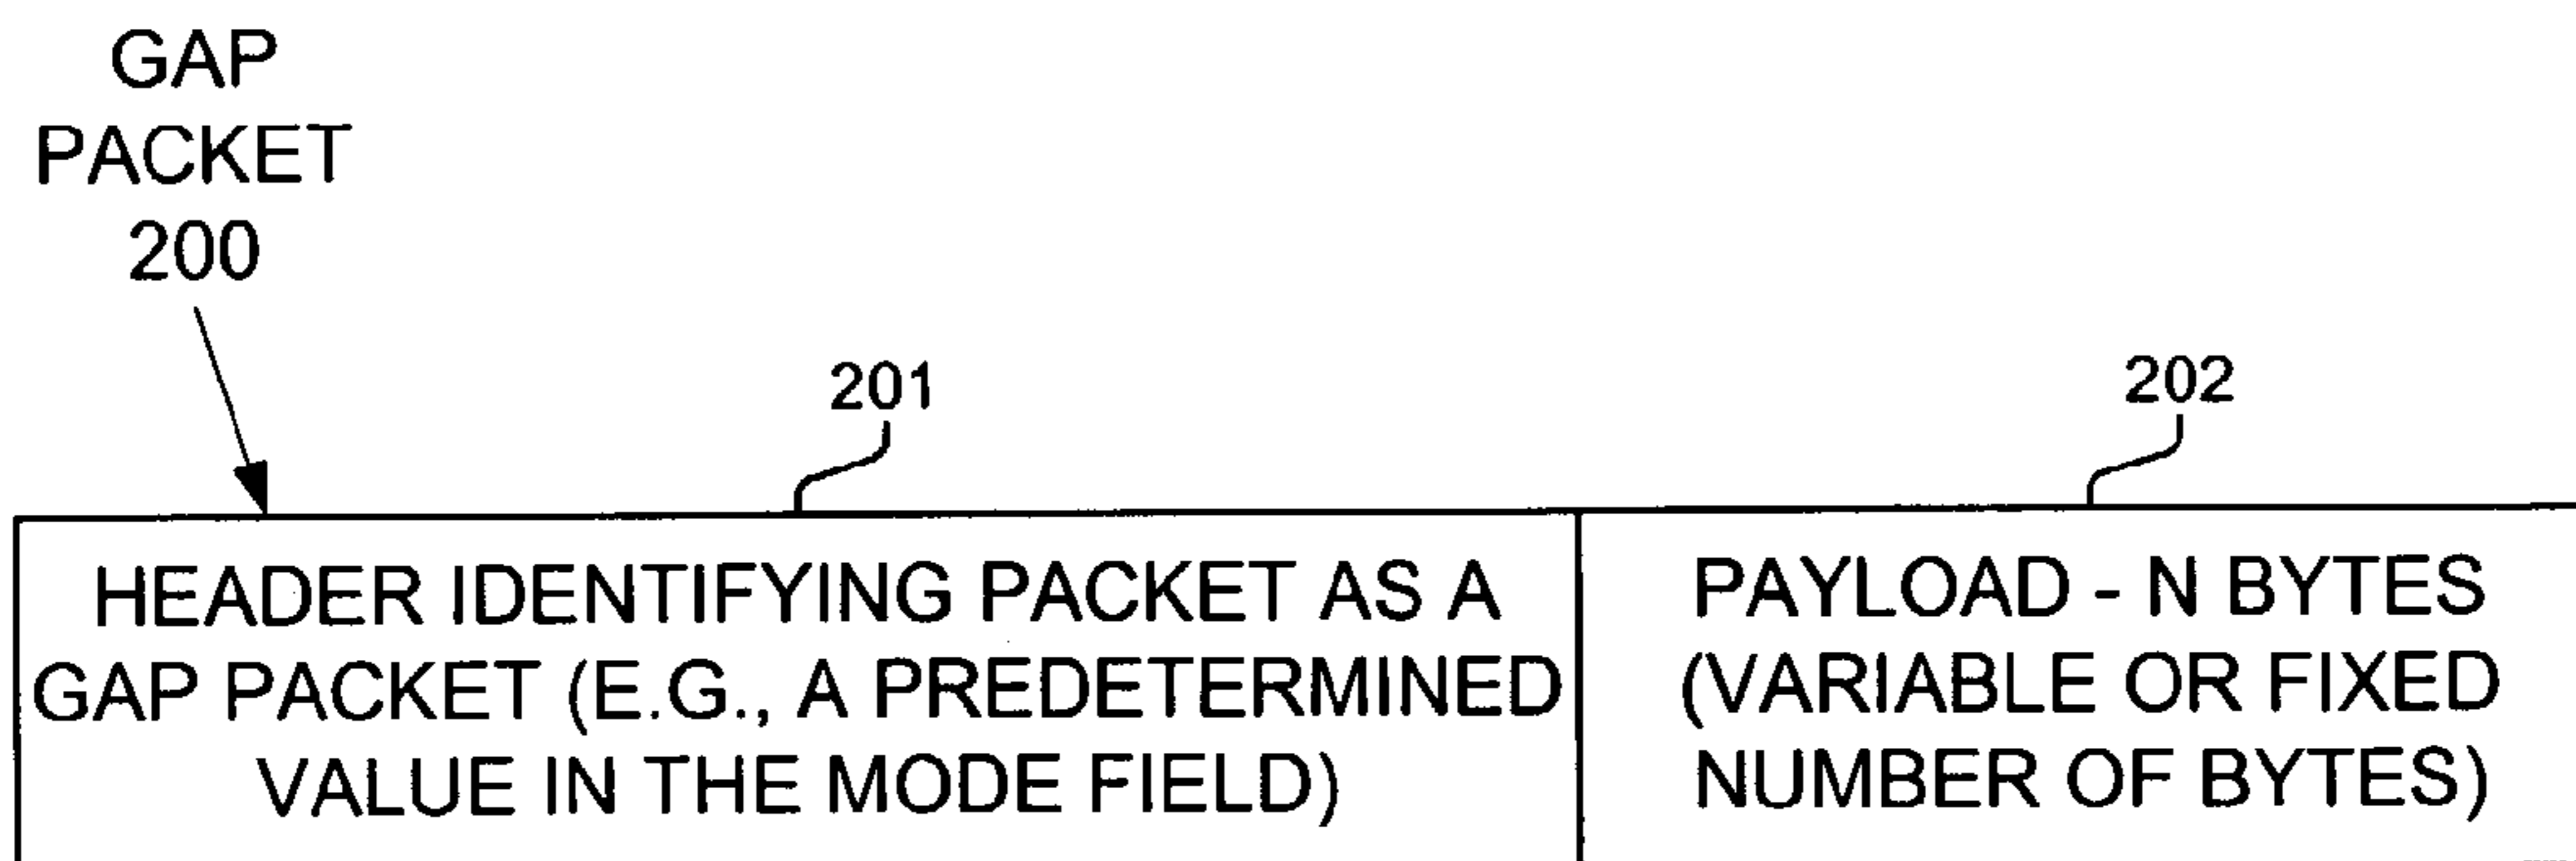 GAP
PACKET
200
201
202
HEADER IDENTIFYING PACKET AS A
GAP PACKET (E.G., A PREDETERMINED
VALUE IN THE MODE FIELD)
PAYLOAD - N BYTES
(VARIABLE OR FIXED
NUMBER OF BYTES)